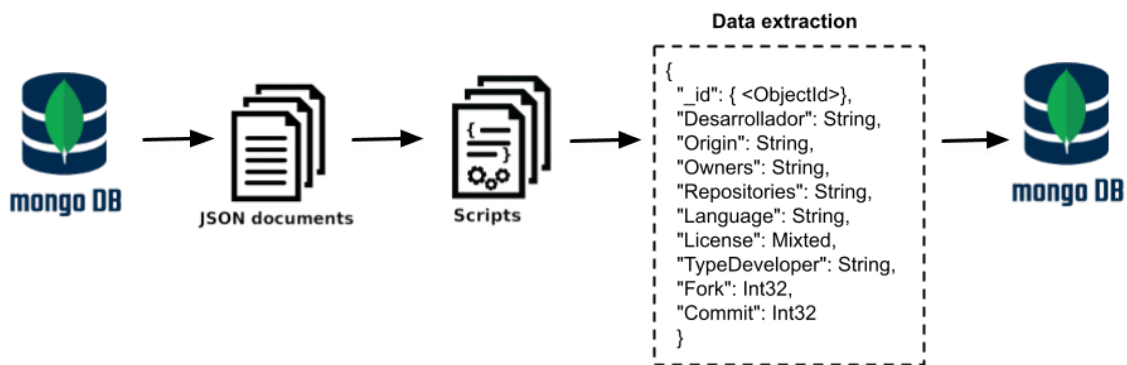 Data extraction
mongo DB
JSON documents
Scripts
{
"_id": { <ObjectId>},
"Desarrollador": String,
"Origin": String,
"Owners": String,
"Repositories": String,
"Language": String,
"License": Mixted,
"TypeDeveloper": String,
"Fork": Int32,
"Commit": Int32
}
mongo DB